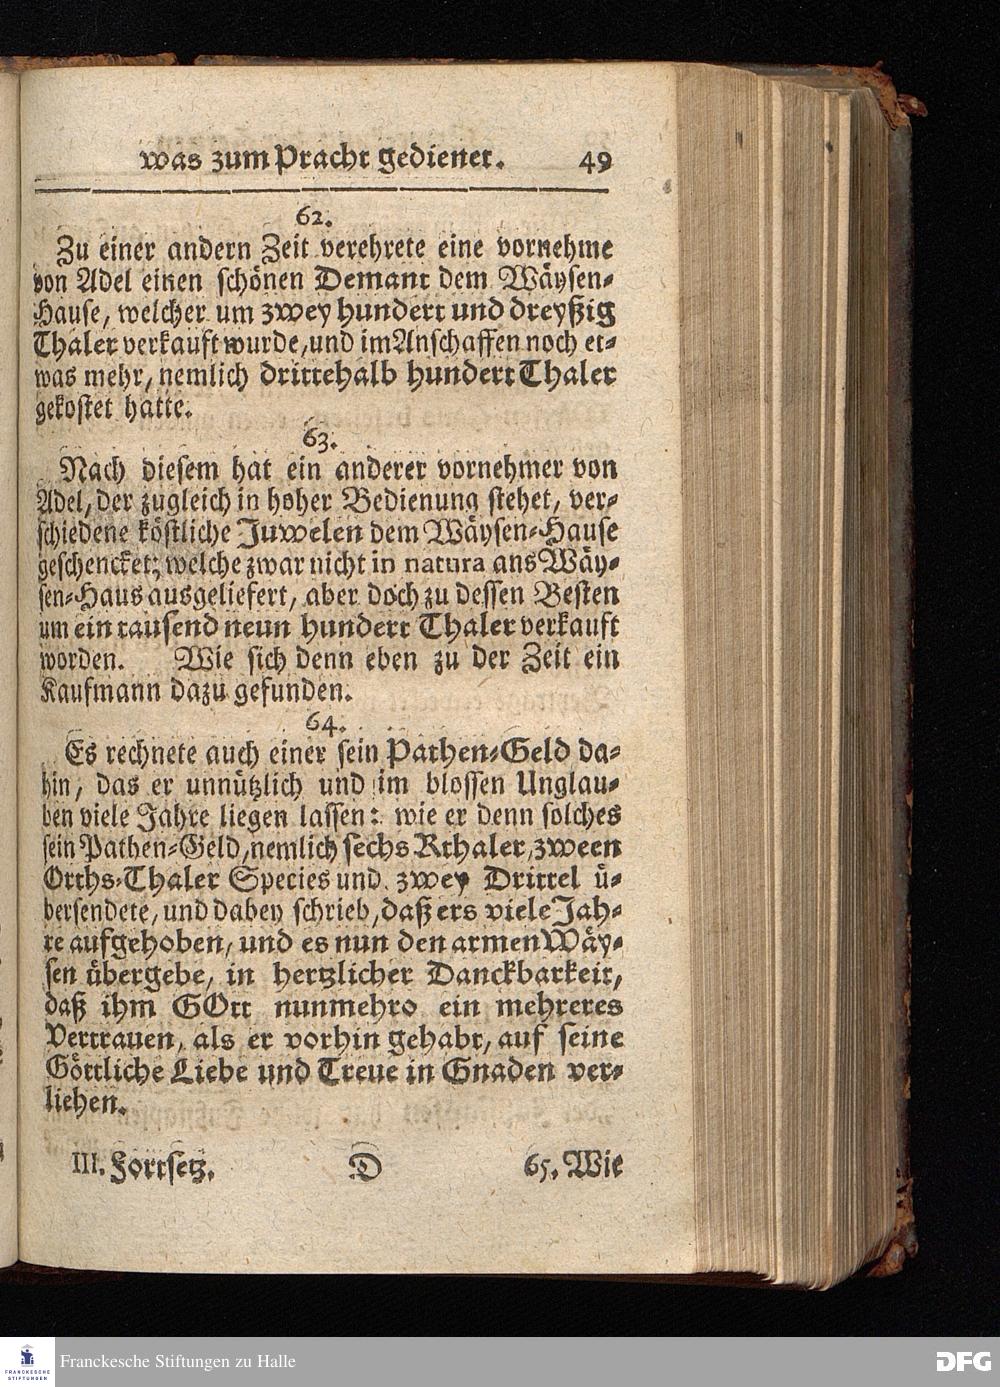 was zum Pracht gedienet. 49
62.
Zu einer andern Zeit verehrete eine vornehme
von Adel einen schönen Demant dem Wäysen-
Hause, welcher um zwey hundert und dreyßig
Thaler verkauft wurde, und im Anschaffen noch et-
was mehr, nemlich drittehalb hundert Thaler
gekostet hatte.
63.
Nach diesem hat ein anderer vornehmer von
Adel, der zugleich in hoher Bedienung stehet, ver-
schiedene köstliche Juwelen dem Wäysen-Hause
geschencket; welche zwar nicht in natura ans Wäy-
sen-Haus ausgeliefert, aber doch zu dessen Besten
um ein tausend neun hundert Thaler verkauft
worden. Wie sich denn eben zu der Zeit ein
Kaufmann dazu gefunden.
64.
Es rechnete auch einer sein Pathen-Geld da-
hin, das er unnützlich und im blossen Unglau-
ben viele Jahre liegen lassen: wie er denn solches
sein Pathen-Geld, nemlich sechs Rthaler, zween
Orths-Thaler Species und zwey Drittel ü-
bersendete, und dabey schrieb, daß ers viele Jah-
re aufgehoben, und es nun den armen Wäy-
sen übergebe, in hertzlicher Danckbarkeit,
daß ihm GOtt nunmehro ein mehreres
Vertrauen, als er vorhin gehabt, auf seine
Göttliche Liebe und Treue in Gnaden ver-
liehen.
III. Fortsetz. D 65. Wie
FRANCKESCHE
STIFTUNGEN
Franckesche Stiftungen zu Halle
DFG